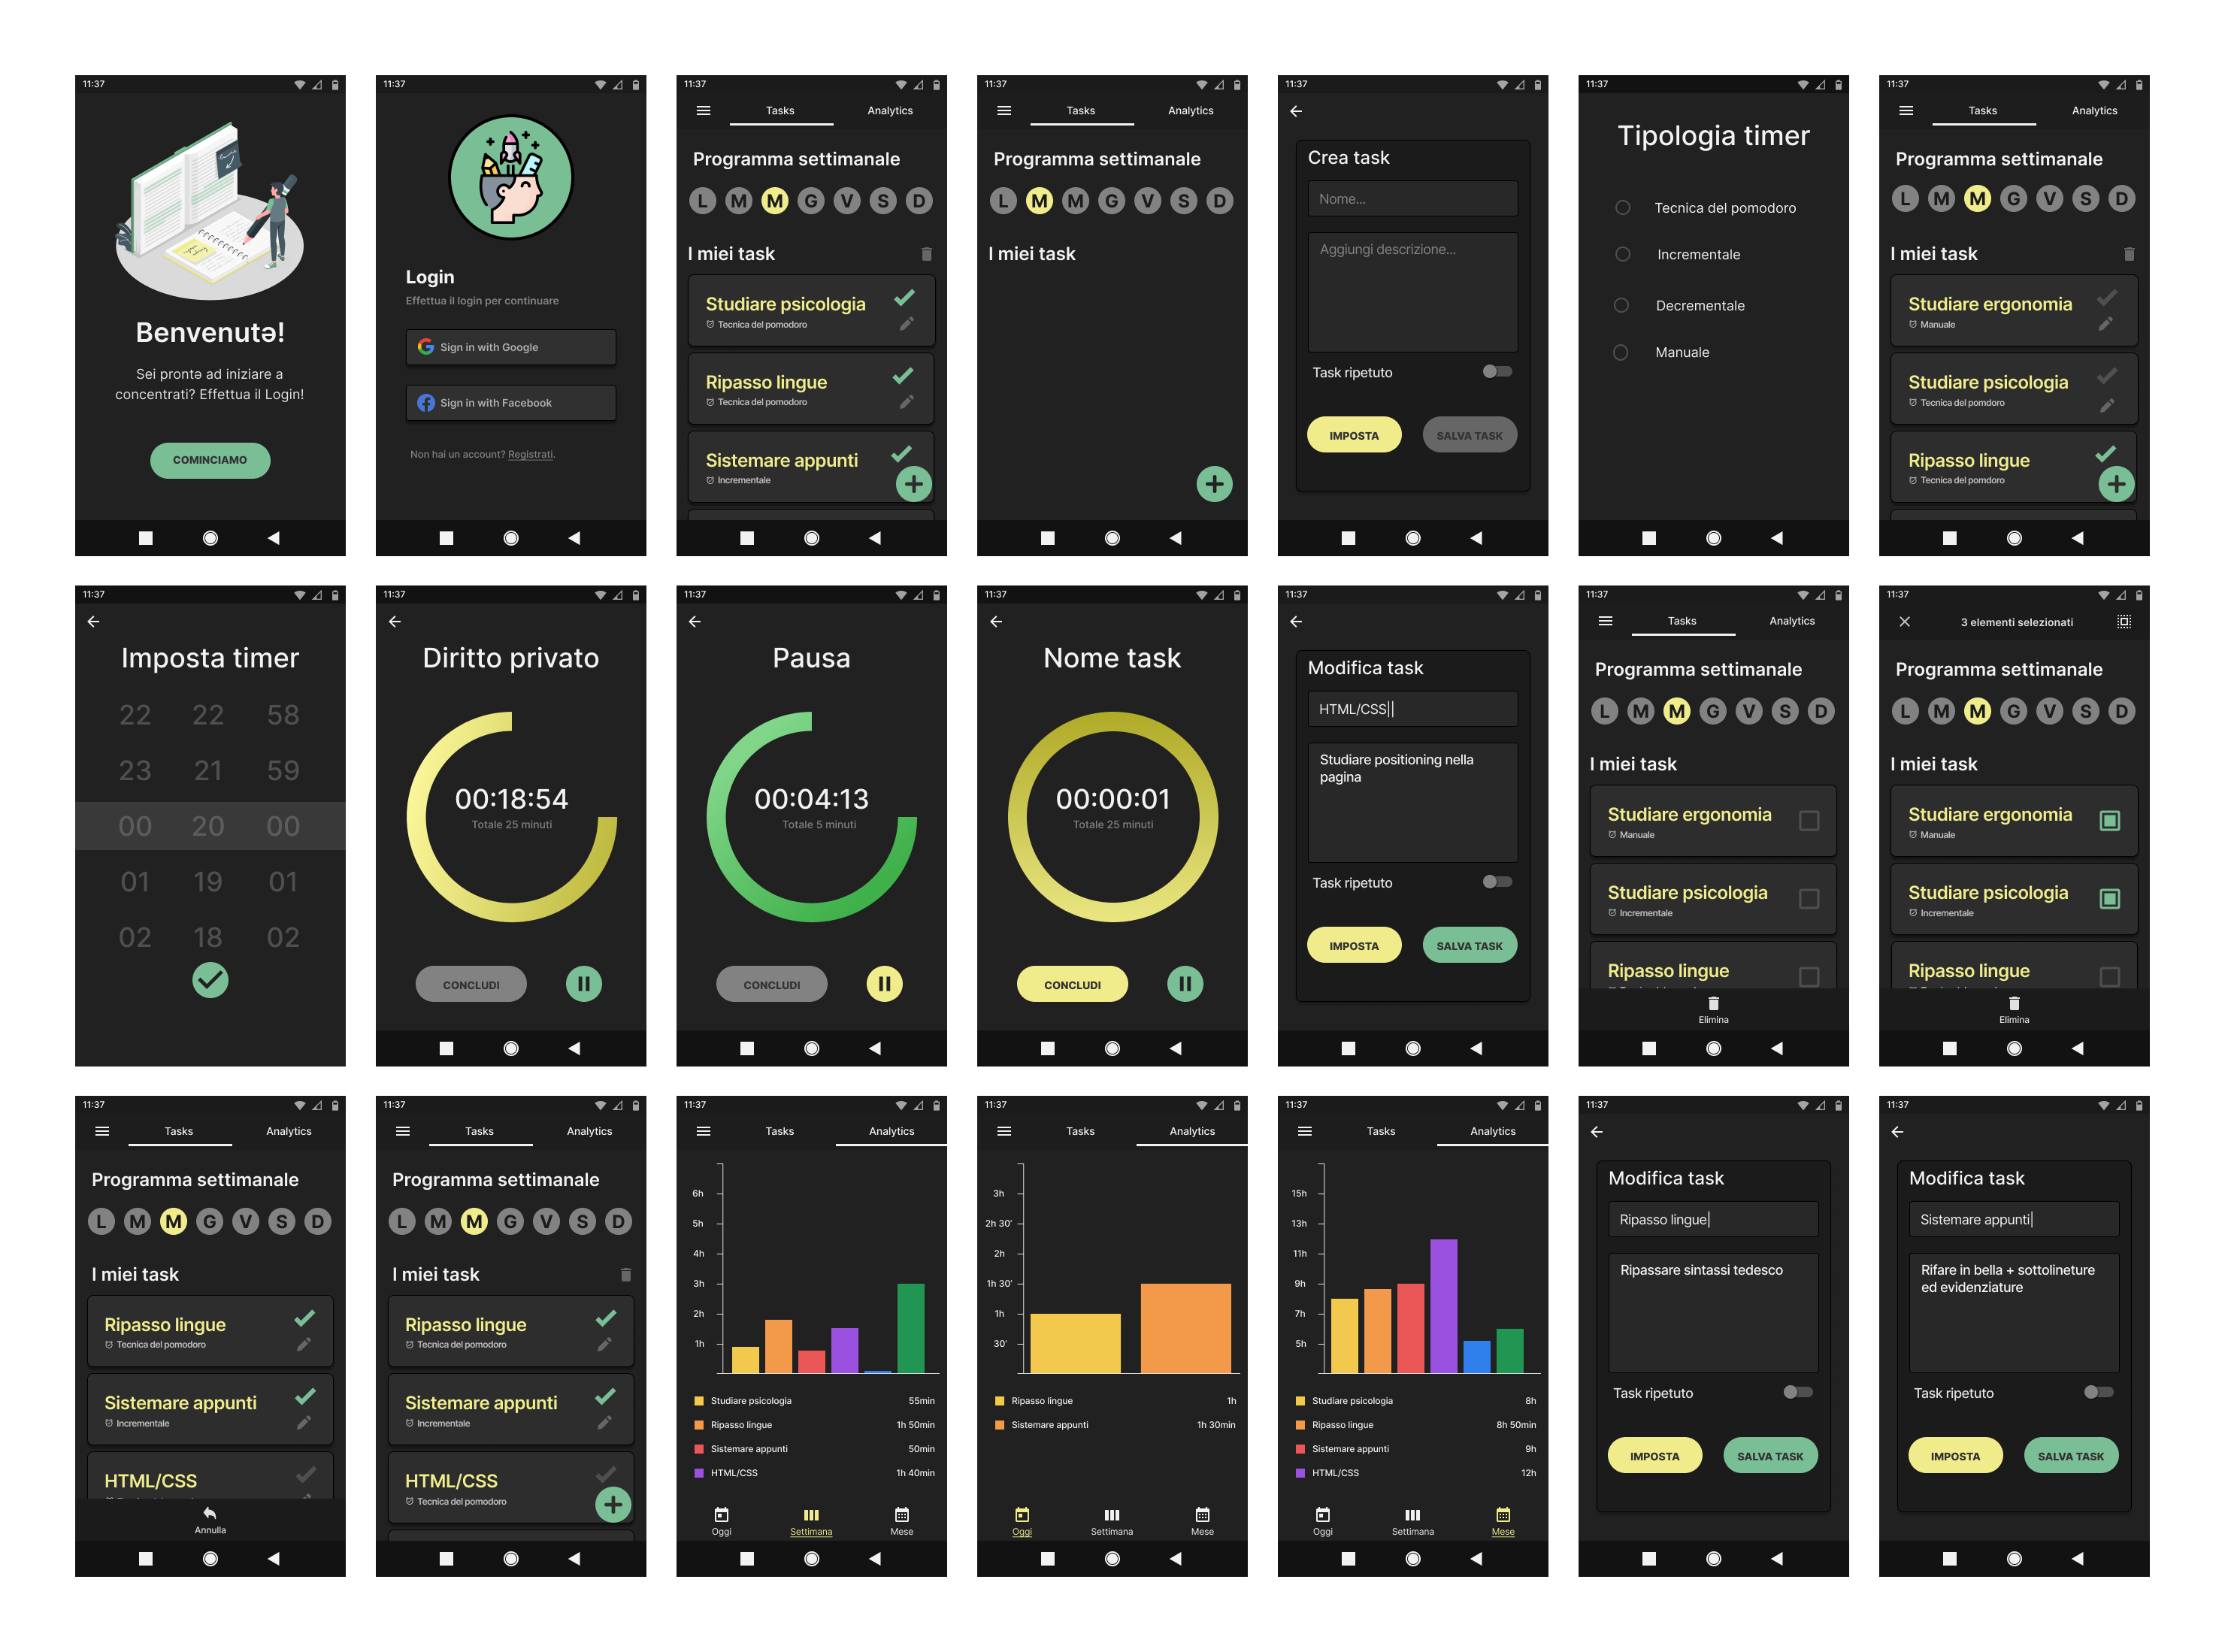 11:37
Benvenutə!
Sei prontə ad iniziare a
concentrati? Effettua il Login!
COMINCIAMO
11:37
Login
Effettua il login per continuare
Sign in with Google
Sign in with Facebook
Non hai un account? Registrati.
11:37
Tasks Analytics
Programma settimanale
L M M G V S D
I miei task
Studiare psicologia
Tecnica del pomodoro
Ripasso lingue
Tecnica del pomodoro
Sistemare appunti
Incrementale
11:37
Tasks Analytics
Programma settimanale
L M M G V S D
I miei task
11:37
Crea task
Nome...
Aggiungi descrizione...
Task ripetuto
IMPOSTA SALVA TASK
11:37
Tipologia timer
Tecnica del pomodoro
Incrementale
Decrementale
Manuale
11:37
Tasks Analytics
Programma settimanale
L M M G V S D
I miei task
Studiare ergonomia
Manuale
Studiare psicologia
Tecnica del pomdoro
Ripasso lingue
Tecnica del pomdoro
11:37
Imposta timer
22 22 58
23 21 59
00 20 00
01 19 01
02 18 02
11:37
Diritto privato
00:18:54
Totale 25 minuti
CONCLUDI
11:37
Pausa
00:04:13
Totale 5 minuti
CONCLUDI
11:37
Nome task
00:00:01
Totale 25 minuti
CONCLUDI
11:37
Modifica task
HTML/CSS||
Studiare positioning nella
pagina
Task ripetuto
IMPOSTA SALVA TASK
11:37
Tasks Analytics
Programma settimanale
L M M G V S D
I miei task
Studiare ergonomia
Manuale
Studiare psicologia
Incrementale
Ripasso lingue
Elimina
11:37
3 elementi selezionati
Programma settimanale
L M M G V S D
I miei task
Studiare ergonomia
Manuale
Studiare psicologia
Incrementale
Ripasso lingue
Elimina
11:37
Tasks Analytics
Programma settimanale
L M M G V S D
I miei task
Ripasso lingue
Tecnica del pomodoro
Sistemare appunti
Incrementale
HTML/CSS
Annulla
11:37
Tasks Analytics
Programma settimanale
L M M G V S D
I miei task
Ripasso lingue
Tecnica del pomodoro
Sistemare appunti
Incrementale
HTML/CSS
Tecnica del pomodoro
11:37
Tasks Analytics
6h
5h
4h
3h
2h
1h
Studiare psicologia 55min
Ripasso lingue 1h 50min
Sistemare appunti 50min
HTML/CSS 1h 40min
Oggi Settimana Mese
11:37
Tasks Analytics
3h
2h 30'
2h
1h 30'
1h
30'
Ripasso lingue 1h
Sistemare appunti 1h 30min
Oggi Settimana Mese
11:37
Tasks Analytics
15h
13h
11h
9h
7h
5h
Studiare psicologia 8h
Ripasso lingue 8h 50min
Sistemare appunti 9h
HTML/CSS 12h
Oggi Settimana Mese
11:37
Modifica task
Ripasso lingue|
Ripassare sintassi tedesco
Task ripetuto
IMPOSTA SALVA TASK
11:37
Modifica task
Sistemare appunti|
Rifare in bella + sottolineture
ed evidenziature
Task ripetuto
IMPOSTA SALVA TASK